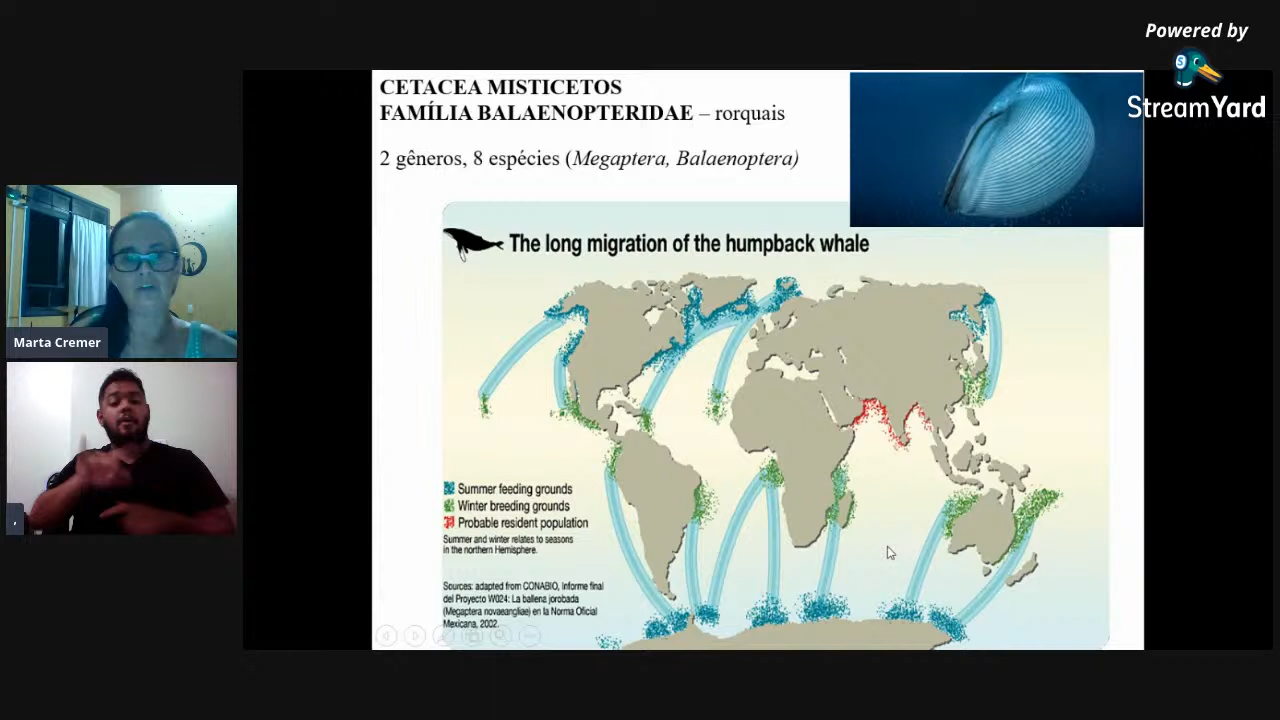 Powered by
StreamYard
CETACEA MISTICETOS
FAMÍLIA BALAENOPTERIDAE – rorquais
2 gêneros, 8 espécies (Megaptera, Balaenoptera)
The long migration of the humpback whale
Summer feeding grounds
Winter breeding grounds
Probable resident population
Summer and winter relates to seasons
in the northern Hemisphere.
Sources: adapted from CONABIO, Informe final
del Proyecto W024: La ballena jorobada
(Megaptera novaeangliae) en la Norma Oficial
Mexicana, 2002.
Marta Cremer
,